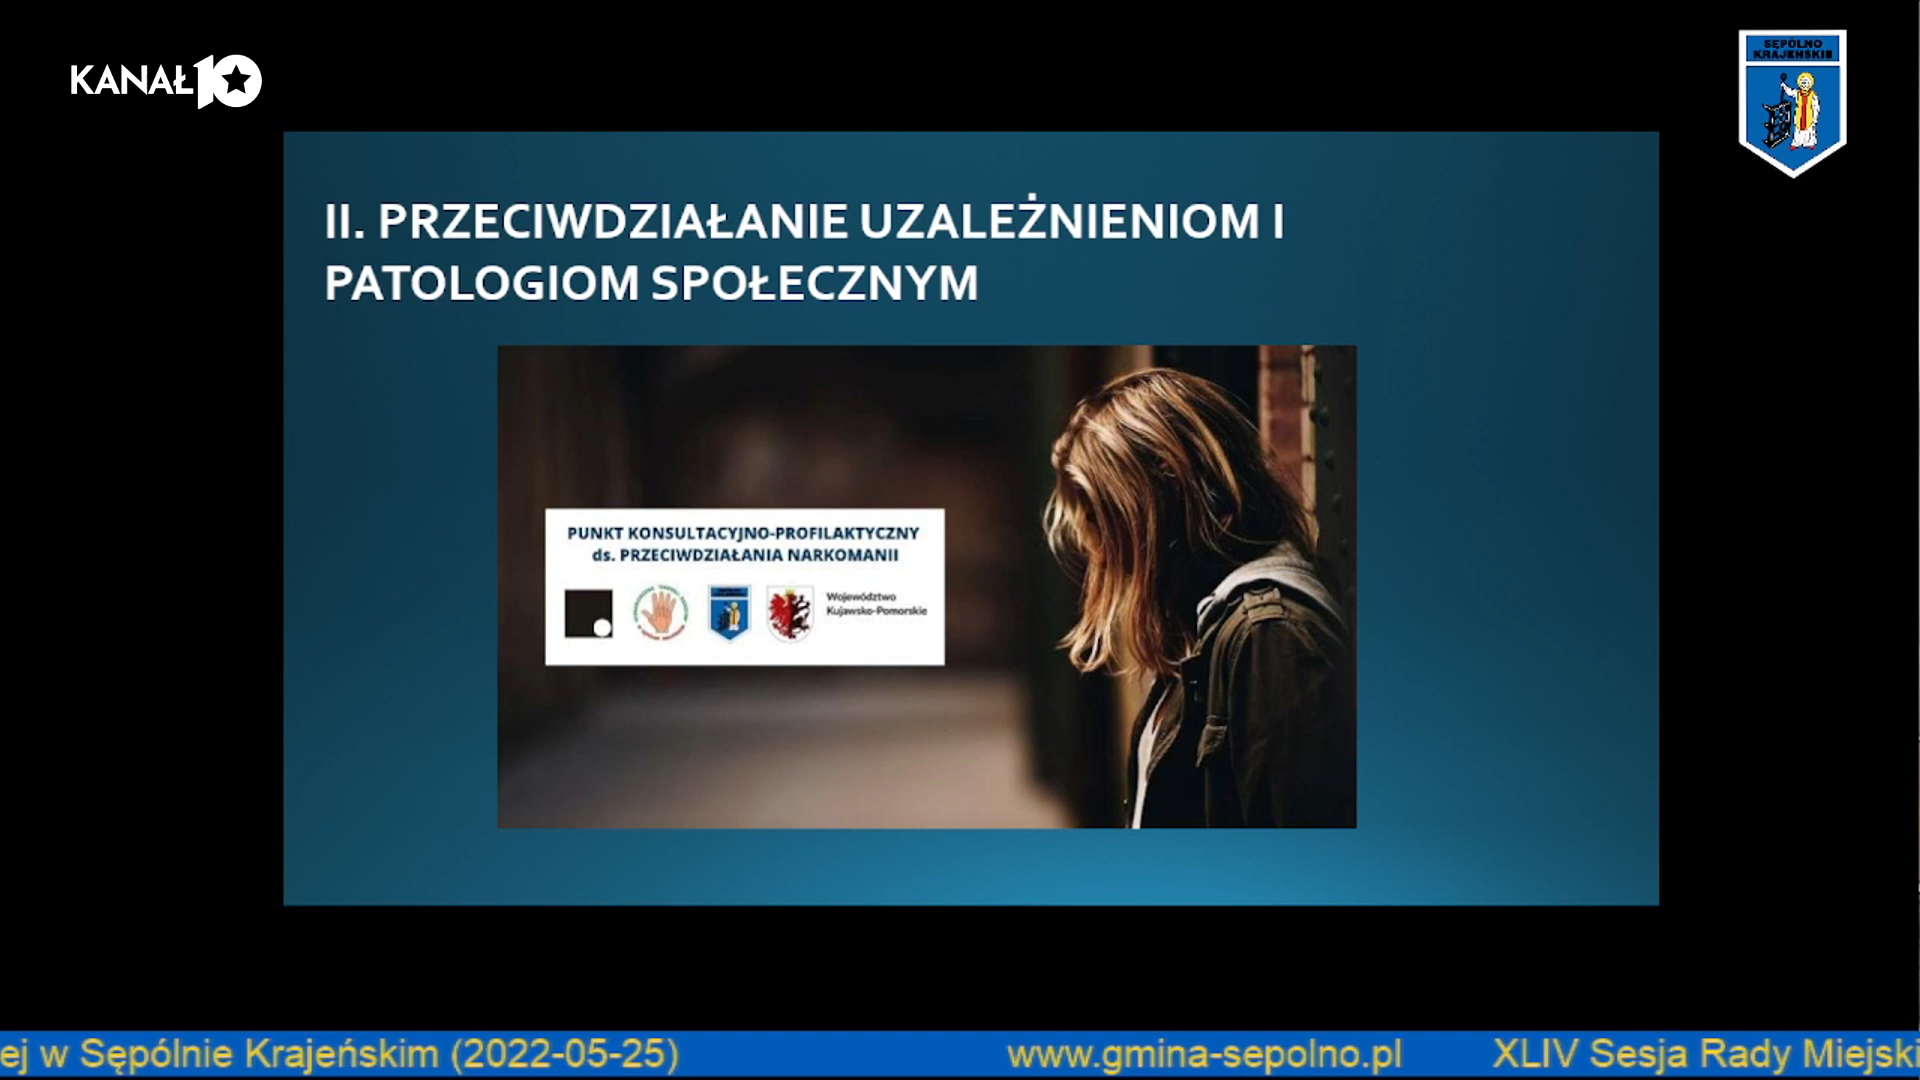 KANAŁ10
SĘPÓLNO
KRAJEŃSKIE
II. PRZECIWDZIAŁANIE UZALEŻNIENIOM I
PATOLOGIOM SPOŁECZNYM
PUNKT KONSULTACYJNO-PROFILAKTYCZNY
ds. PRZECIWDZIAŁANIA NARKOMANII
Województwo
Kujawsko-Pomorskie
ej w Sępólnie Krajeńskim (2022-05-25) www.gmina-sepolno.pl XLIV Sesja Rady Miejski